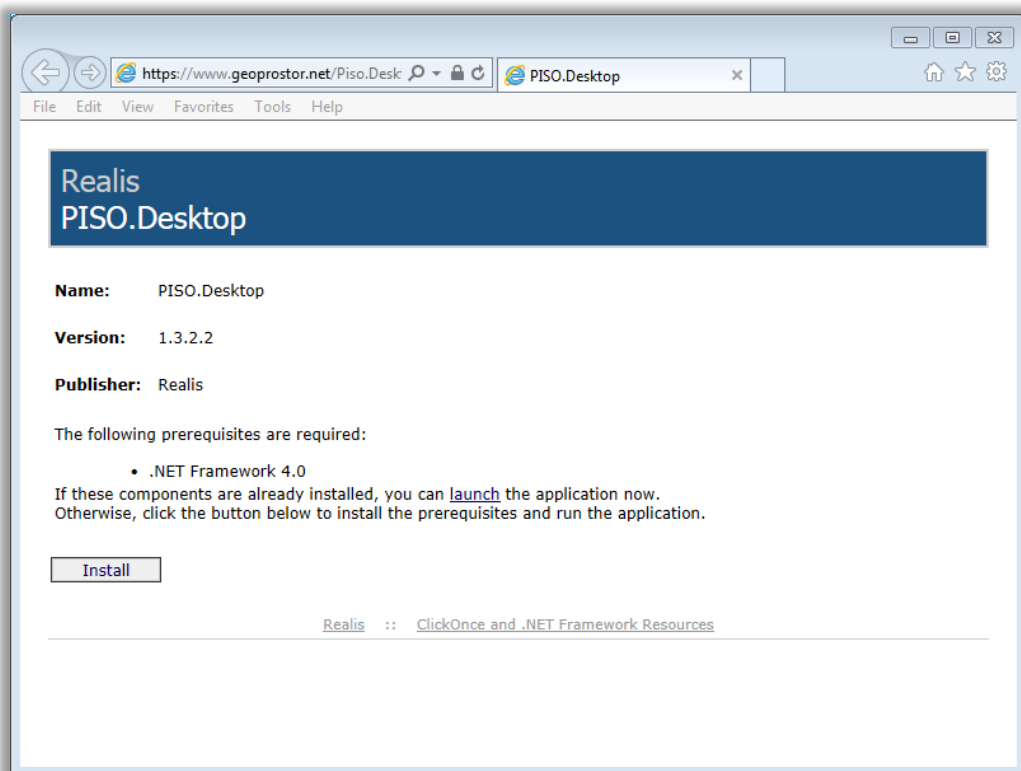 https://www.geoprostor.net/Piso.Desk
PISO.Desktop
File Edit View Favorites Tools Help
Realis
PISO.Desktop
Name: PISO.Desktop
Version: 1.3.2.2
Publisher: Realis
The following prerequisites are required:
• .NET Framework 4.0
If these components are already installed, you can launch the application now.
Otherwise, click the button below to install the prerequisites and run the application.
Install
Realis :: ClickOnce and .NET Framework Resources